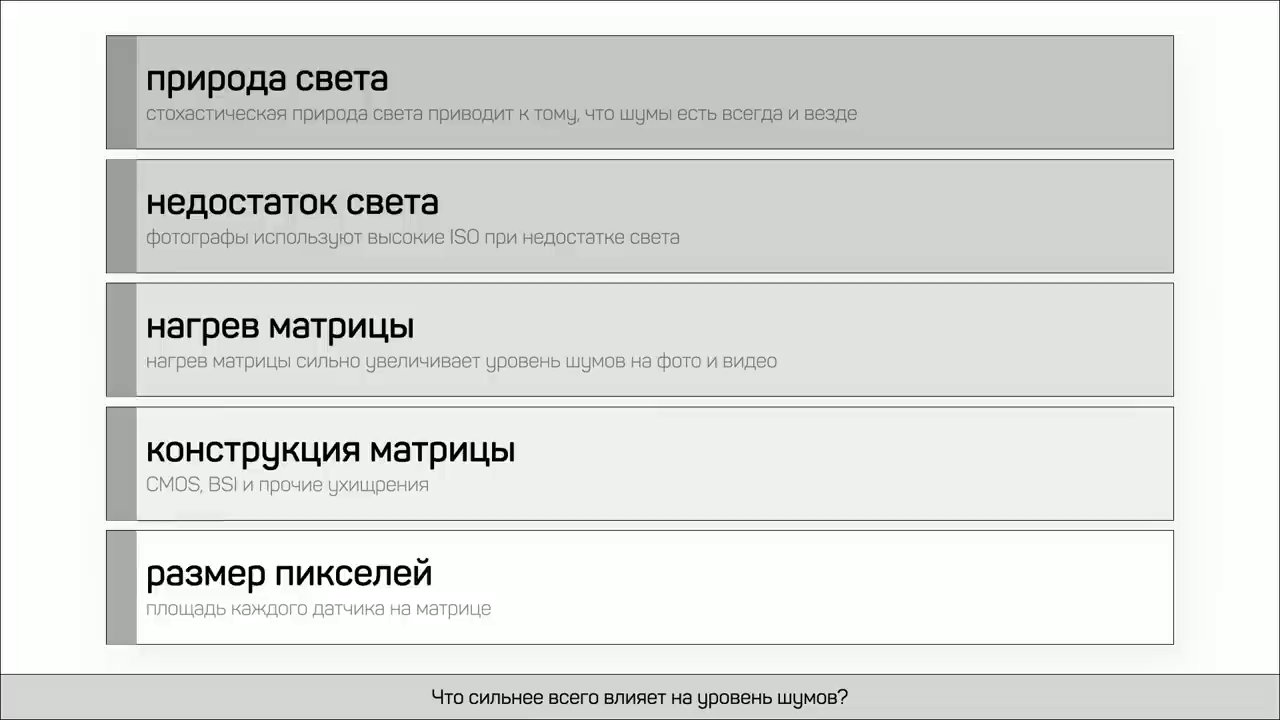 природа света
стохастическая природа света приводит к тому, что шумы есть всегда и везде
недостаток света
фотографы используют высокие ISO при недостатке света
нагрев матрицы
нагрев матрицы сильно увеличивает уровень шумов на фото и видео
конструкция матрицы
CMOS, BSI и прочие ухищрения
размер пикселей
площадь каждого датчика на матрице
Что сильнее всего влияет на уровень шумов?